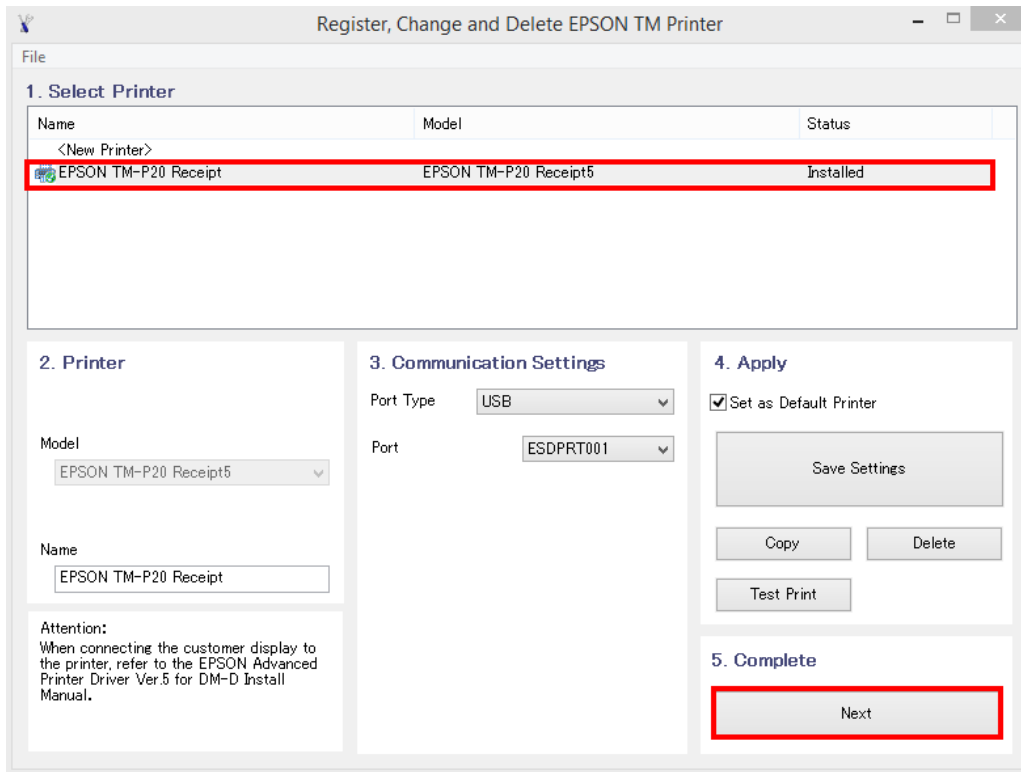 Register, Change and Delete EPSON TM Printer
File
1. Select Printer
Name Model Status
<New Printer>
EPSON TM-P20 Receipt EPSON TM-P20 Receipt5 Installed
2. Printer
Model
EPSON TM-P20 Receipt5
Name
EPSON TM-P20 Receipt
Attention:
When connecting the customer display to
the printer, refer to the EPSON Advanced
Printer Driver Ver.5 for DM-D Install
Manual.
3. Communication Settings
Port Type USB
Port ESDPRT001
4. Apply
Set as Default Printer
Save Settings
Copy Delete
Test Print
5. Complete
Next